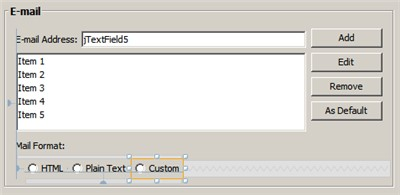 E-mail
E-mail Address: jTextField5 Add
Item 1
Item 2
Item 3
Item 4
Item 5
Edit
Remove
As Default
Mail Format:
HTML Plain Text Custom